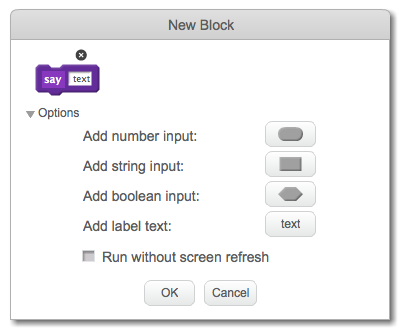 New Block
say text
Options
Add number input:
Add string input:
Add boolean input:
Add label text: text
Run without screen refresh
OK Cancel